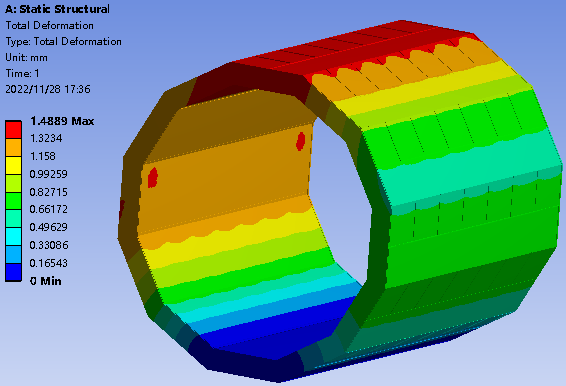 A: Static Structural
Total Deformation
Type: Total Deformation
Unit: mm
Time: 1
2022/11/28 17:36
1.4889 Max
1.3234
1.158
0.99259
0.82715
0.66172
0.49629
0.33086
0.16543
0 Min